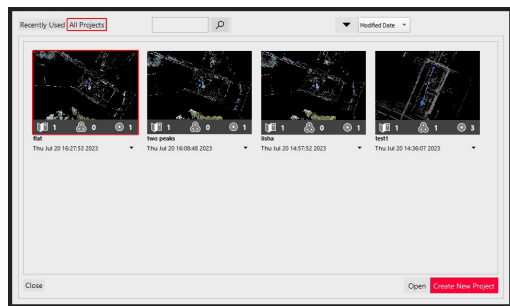 Recently Used All Projects Modified Date
1 0 1 1 0 1 1 0 1 1 0 3
flat two peaks lisha test1
Thu Jul 20 16:27:53 2023 Thu Jul 20 16:08:48 2023 Thu Jul 20 14:57:52 2023 Thu Jul 20 14:36:07 2023
Close Open Create New Project